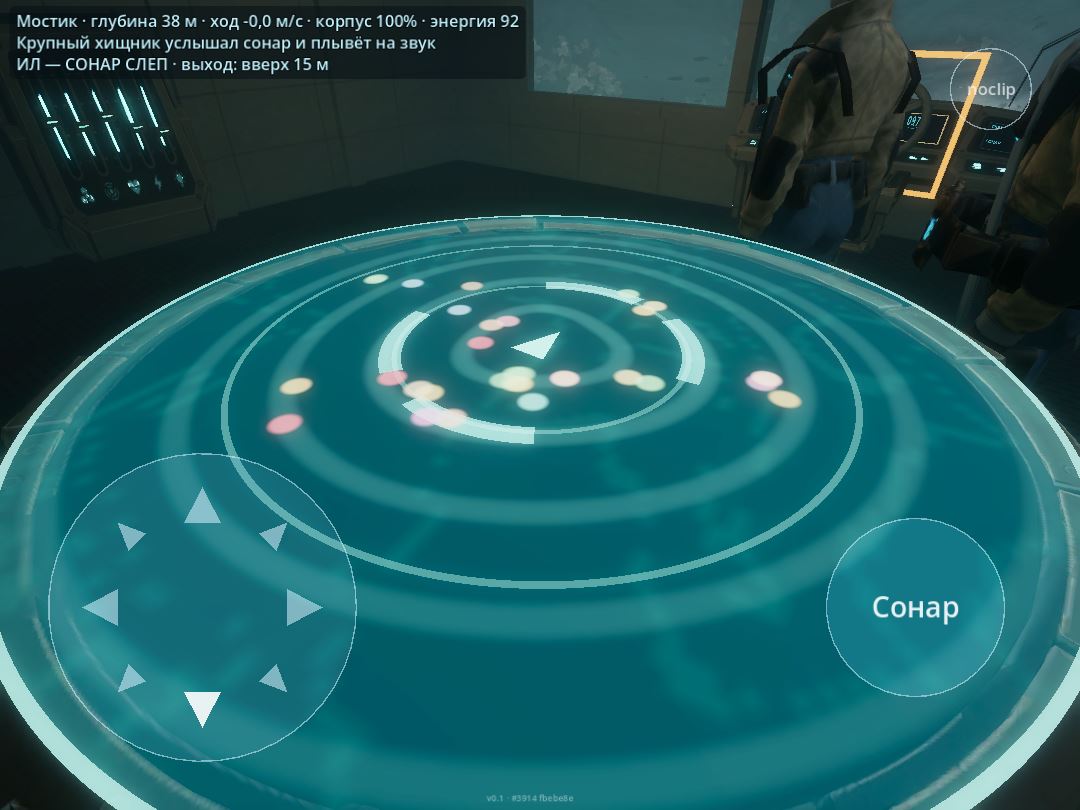 Мостик · глубина 38 м · ход -0,0 м/с · корпус 100% · энергия 92
Крупный хищник услышал сонар и плывёт на звук
ИЛ — СОНАР СЛЕП · выход: вверх 15 м
noclip
Сонар
v0.1 · #3914 fbebe8e